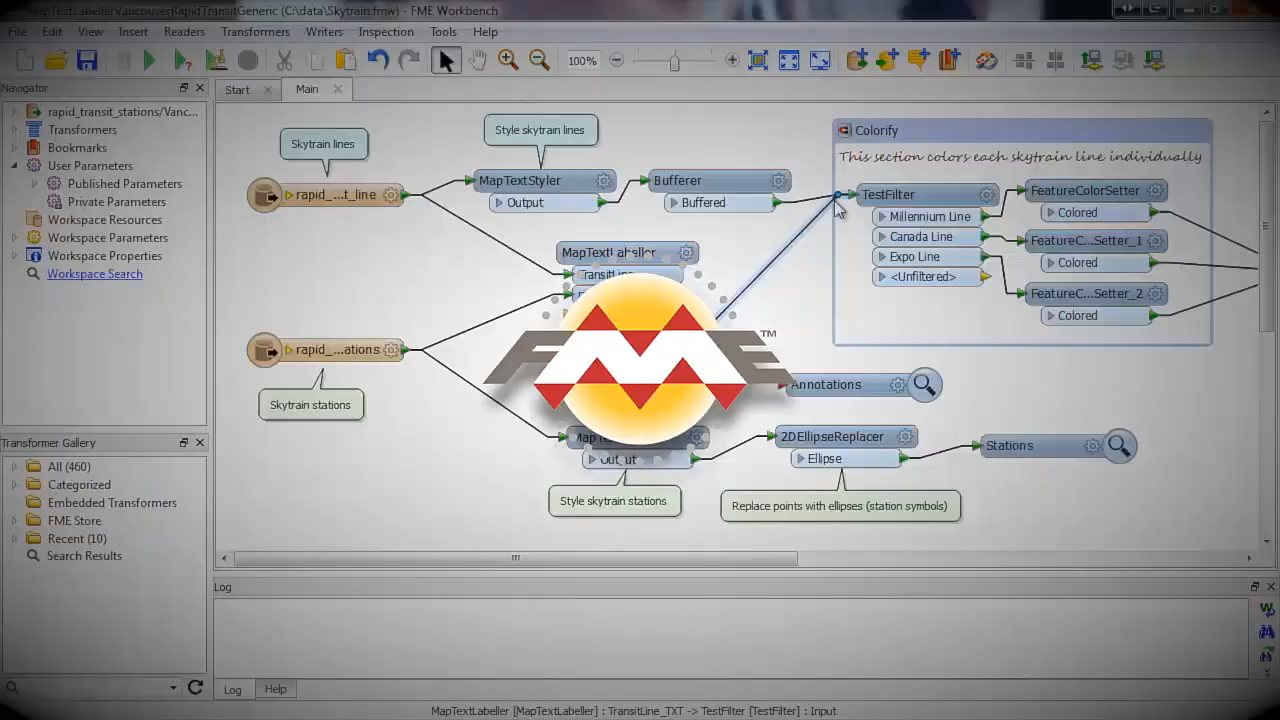 MapTextLabellerVancouverRapidTransitGeneric (C:\data\Skytrain.fmw) - FME Workbench
File Edit View Insert Readers Transformers Writers Inspection Tools Help
100%
Navigator
rapid_transit_stations/Vanc...
Transformers
Bookmarks
User Parameters
Published Parameters
Private Parameters
Workspace Resources
Workspace Parameters
Workspace Properties
Workspace Search
Transformer Gallery
All (460)
Categorized
Embedded Transformers
FME Store
Recent (10)
Search Results
Start
Main
Skytrain lines
Style skytrain lines
rapid_...t_line
MapTextStyler
Output
Bufferer
Buffered
MapTextLabeller
Colorify
This section colors each skytrain line individually
TestFilter
Millennium Line
Canada Line
Expo Line
<Unfiltered>
FeatureColorSetter
Colored
FeatureC...Setter_1
Colored
FeatureC...Setter_2
Colored
FME™
rapid_...ations
Skytrain stations
Annotations
2DEllipseReplacer
Ellipse
Stations
Style skytrain stations
Replace points with ellipses (station symbols)
Log
Log
Help
MapTextLabeller [MapTextLabeller] : TransitLine_TXT -> TestFilter [TestFilter] : Input